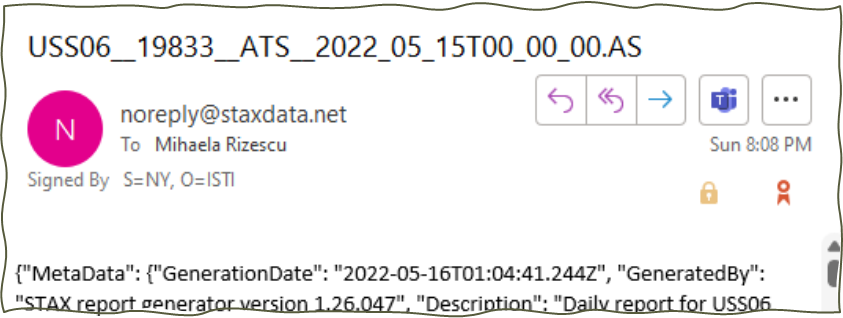 USS06__19833__ATS__2022_05_15T00_00_00.AS
N
noreply@staxdata.net
To Mihaela Rizescu
Sun 8:08 PM
Signed By S=NY, O=ISTI
{"MetaData": {"GenerationDate": "2022-05-16T01:04:41.244Z", "GeneratedBy":
"STAX report generator version 1.26.047", "Description": "Daily report for USS06